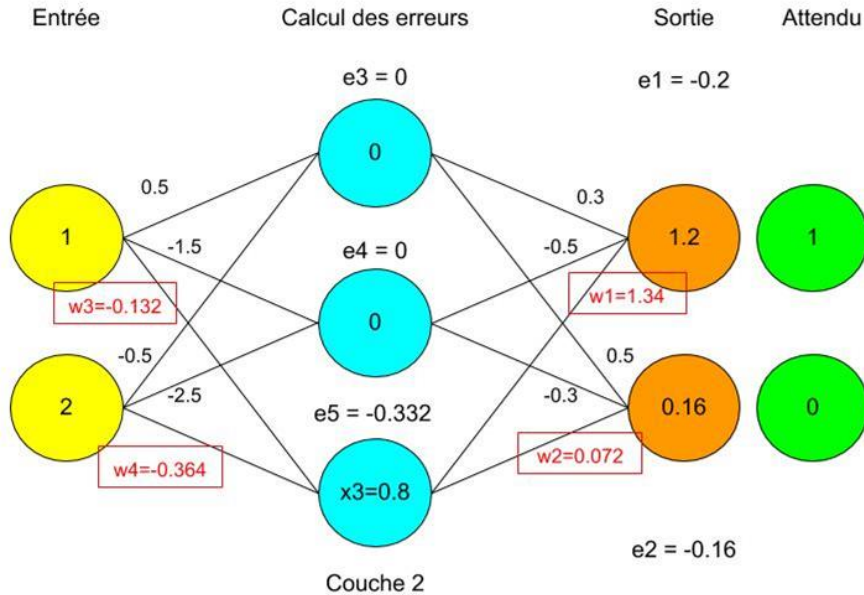 Entrée
Calcul des erreurs
Sortie
Attendu
e3 = 0
e1 = -0.2
0
0.5
0.3
1
-1.5
e4 = 0
-0.5
1.2
1
w3=-0.132
w1=1.34
0
-0.5
0.5
2
-2.5
-0.3
0.16
0
e5 = -0.332
w4=-0.364
w2=0.072
x3=0.8
e2 = -0.16
Couche 2